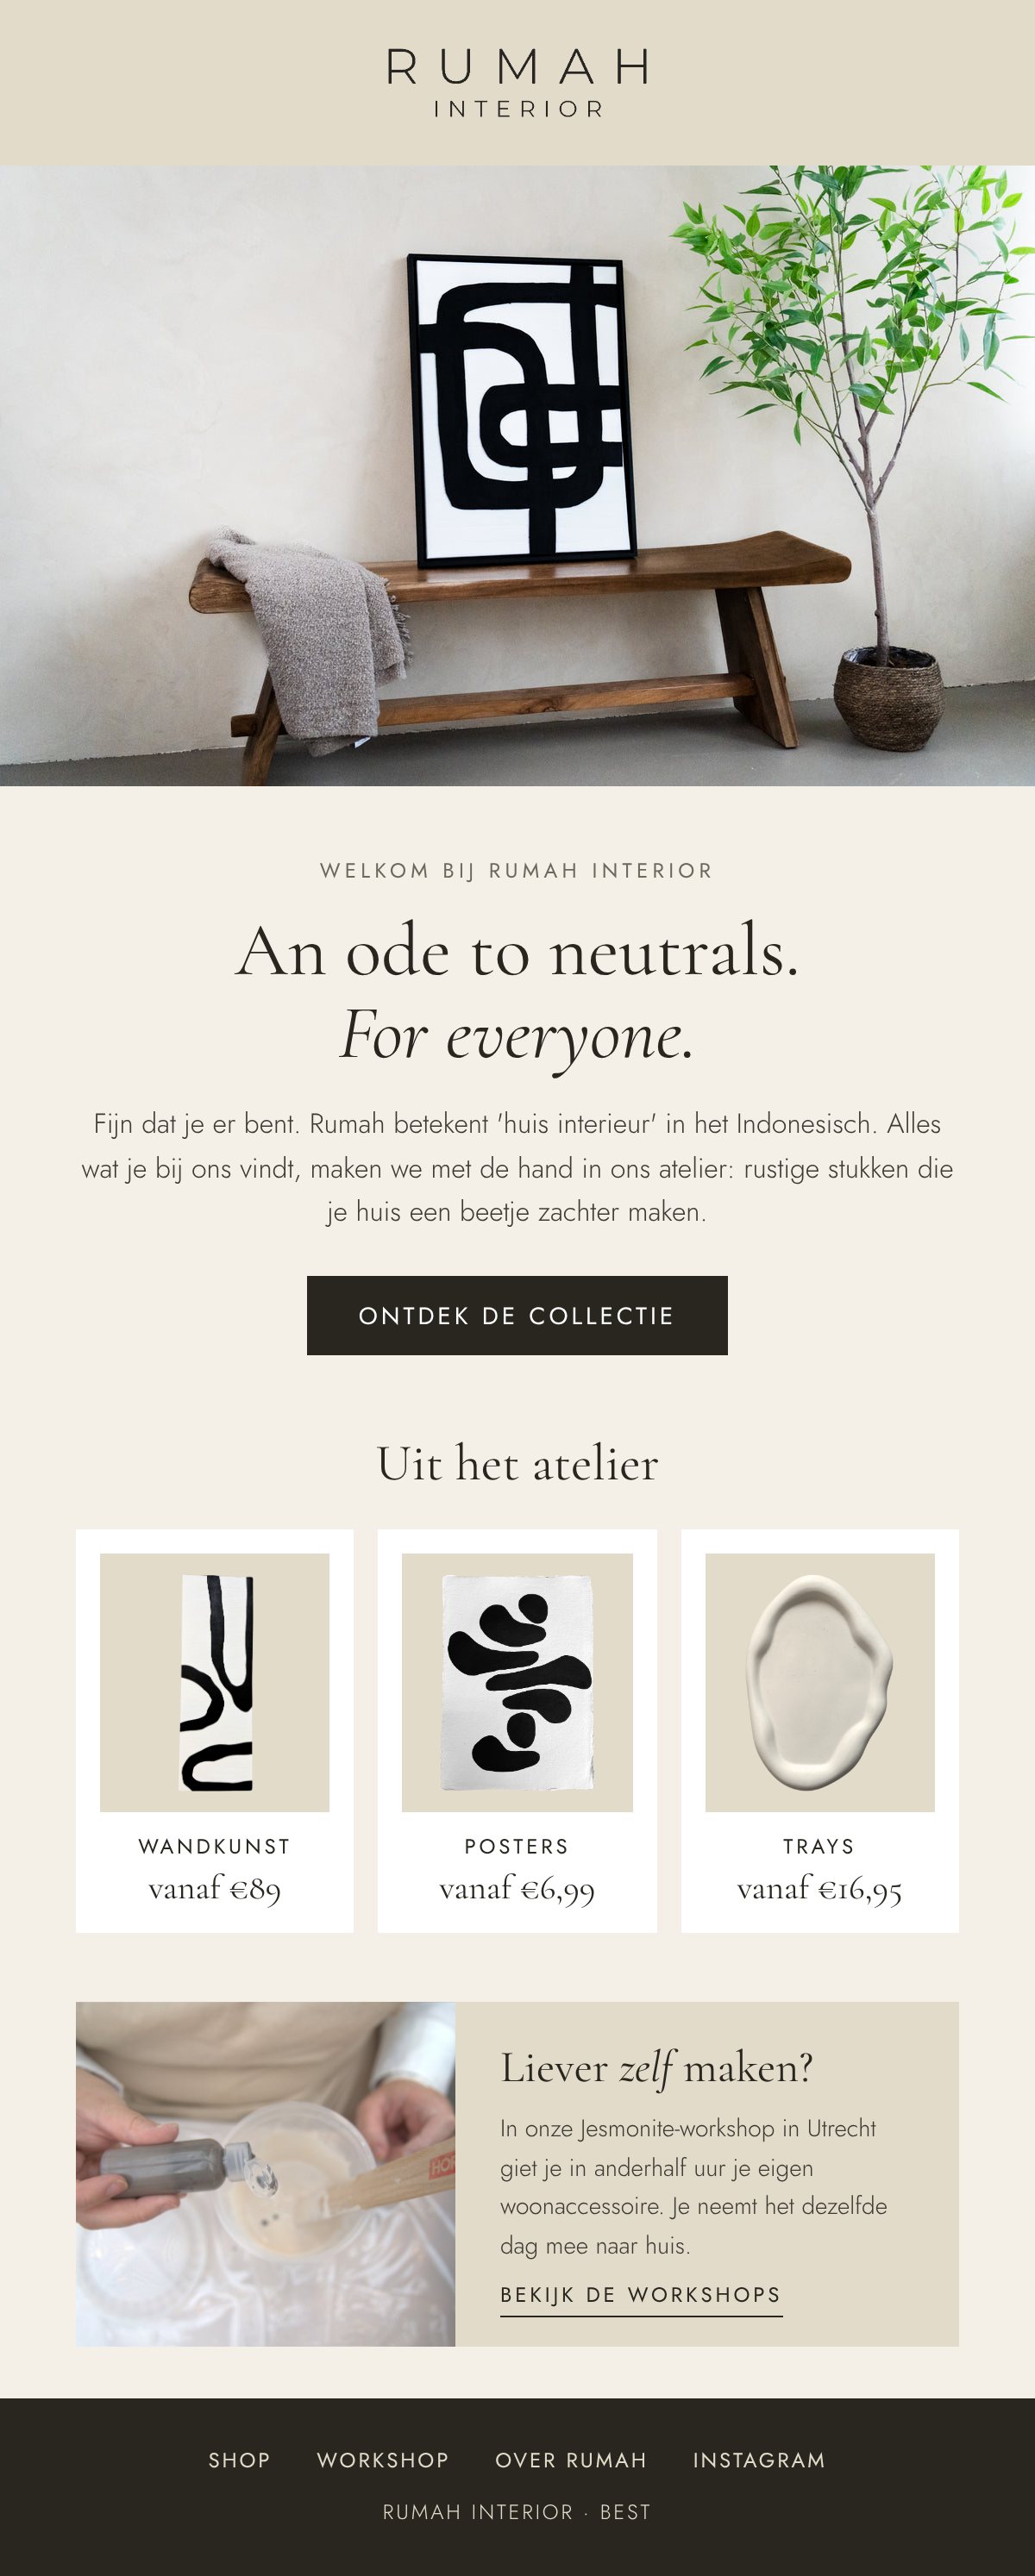 RUMAH
INTERIOR
WELKOM BIJ RUMAH INTERIOR
An ode to neutrals.
For everyone.
Fijn dat je er bent. Rumah betekent 'huis interieur' in het Indonesisch. Alles
wat je bij ons vindt, maken we met de hand in ons atelier: rustige stukken die
je huis een beetje zachter maken.
ONTDEK DE COLLECTIE
Uit het atelier
WANDKUNST
vanaf €89
POSTERS
vanaf €6,99
TRAYS
vanaf €16,95
Liever zelf maken?
In onze Jesmonite-workshop in Utrecht
giet je in anderhalf uur je eigen
woonaccessoire. Je neemt het dezelfde
dag mee naar huis.
BEKIJK DE WORKSHOPS
SHOP WORKSHOP OVER RUMAH INSTAGRAM
RUMAH INTERIOR · BEST